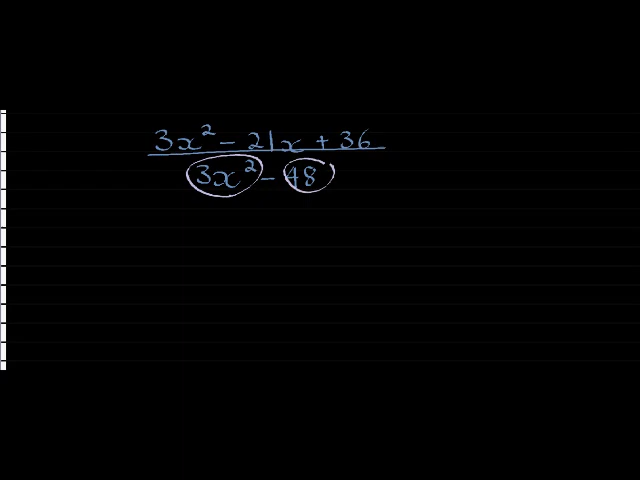 3x² - 21x + 36
3x² - 48